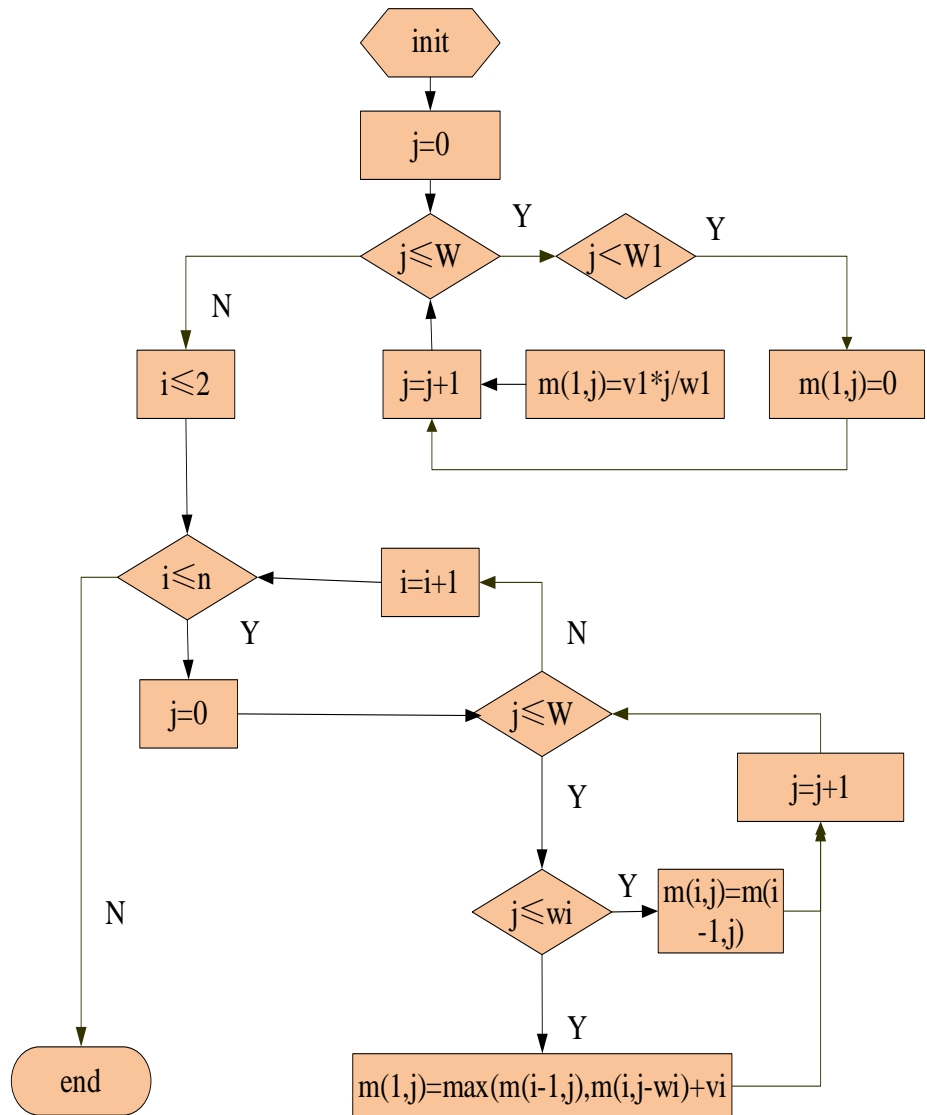 init
j=0
j≤W
Y
j<W1
Y
N
i≤2
j=j+1
m(1,j)=v1*j/w1
m(1,j)=0
i≤n
i=i+1
Y
N
j=0
j≤W
j=j+1
Y
j≤wi
Y
m(i,j)=m(i
-1,j)
N
Y
end
m(1,j)=max(m(i-1,j),m(i,j-wi)+vi